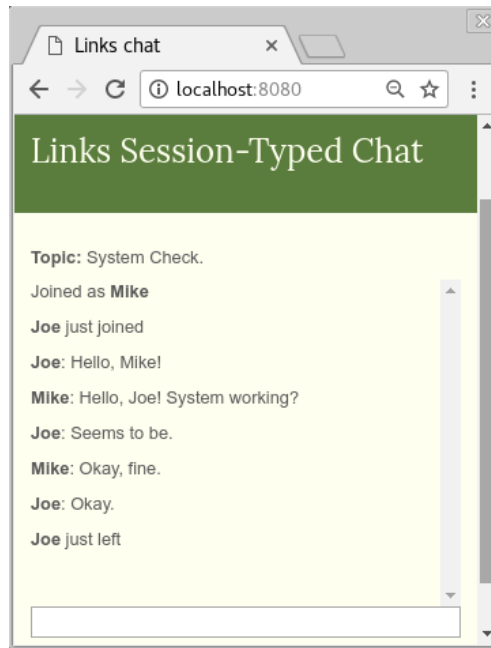 Links chat
localhost:8080
Links Session-Typed Chat
Topic: System Check.
Joined as Mike
Joe just joined
Joe: Hello, Mike!
Mike: Hello, Joe! System working?
Joe: Seems to be.
Mike: Okay, fine.
Joe: Okay.
Joe just left